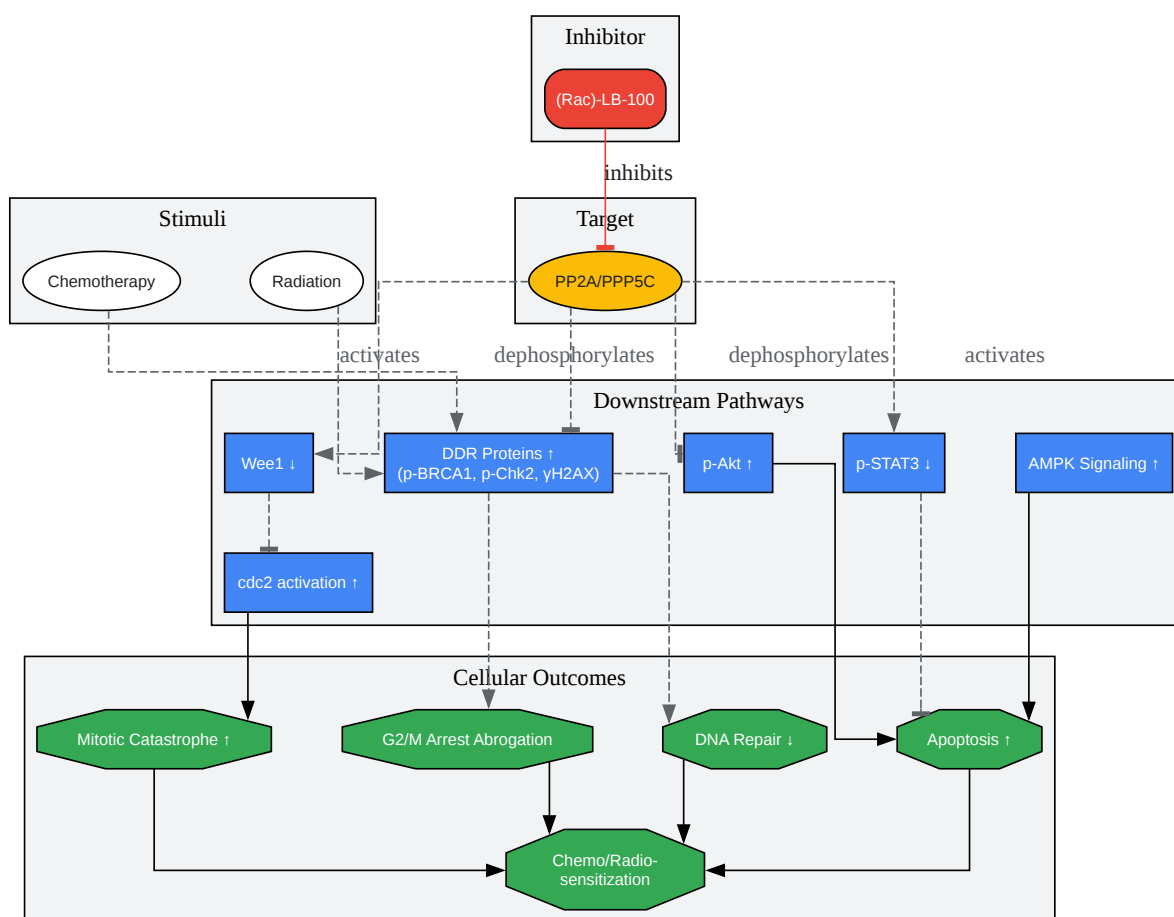 Inhibitor
(Rac)-LB-100
inhibits
Stimuli
Target
Chemotherapy
Radiation
PP2A/PPP5C
activates
dephosphorylates
dephosphorylates
activates
Downstream Pathways
Wee1 ↓
DDR Proteins ↑
(p-BRCA1, p-Chk2, γH2AX)
p-Akt ↑
p-STAT3 ↓
AMPK Signaling ↑
cdc2 activation ↑
Cellular Outcomes
Mitotic Catastrophe ↑
G2/M Arrest Abrogation
DNA Repair ↓
Apoptosis ↑
Chemo/Radio-
sensitization